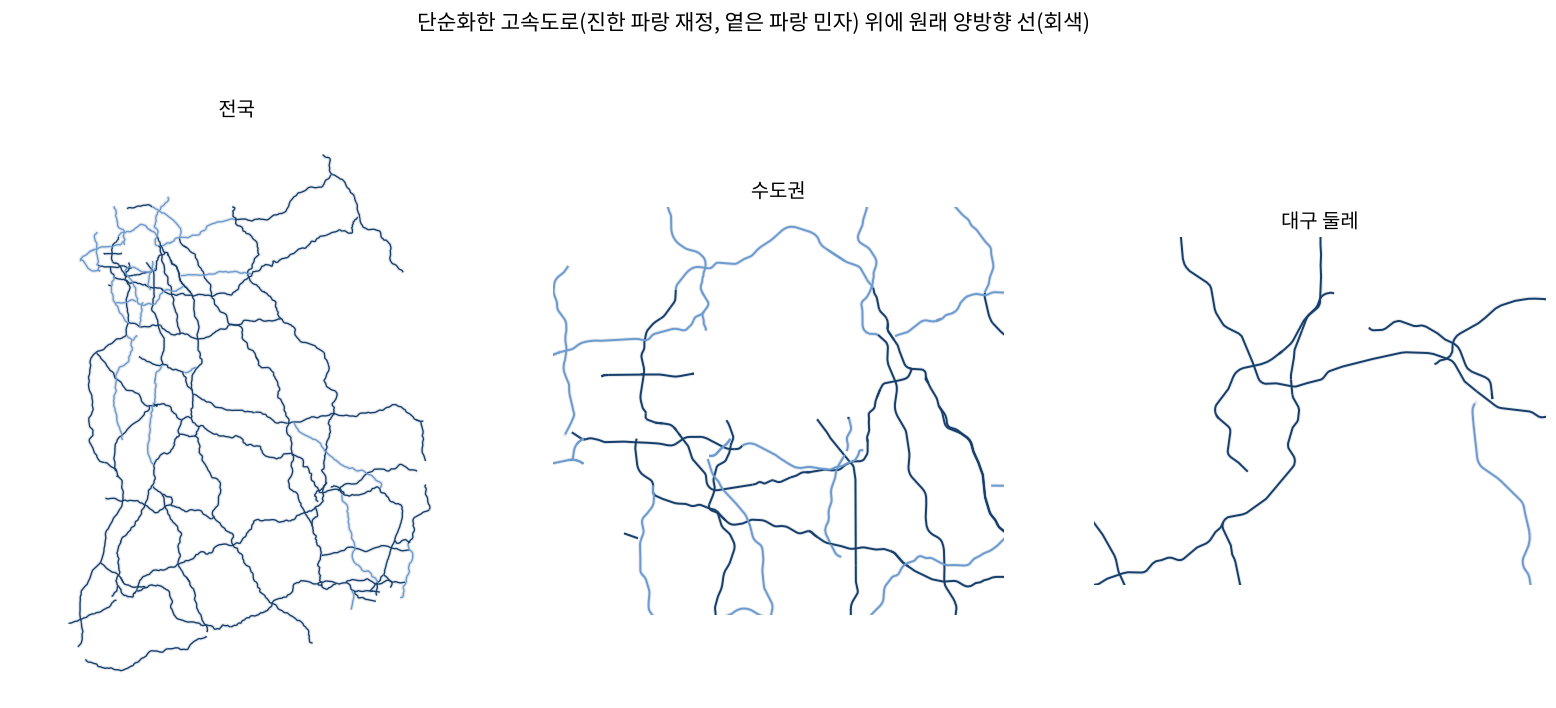 단순화한 고속도로(진한 파랑 재정, 옅은 파랑 민자) 위에 원래 양방향 선(회색)
전국
수도권
대구 둘레